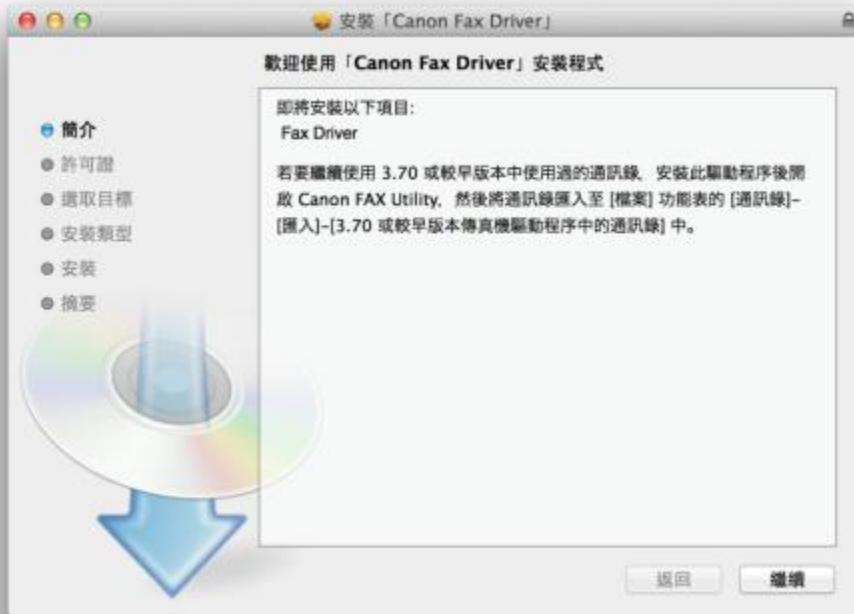 安裝「Canon Fax Driver」
歡迎使用「Canon Fax Driver」安裝程式
簡介
許可證
選取目標
安裝類型
安裝
摘要
即將安裝以下項目:
Fax Driver
若要繼續使用 3.70 或較早版本中使用過的通訊錄，安裝此驅動程序後開
啟 Canon FAX Utility，然後將通訊錄匯入至 [檔案] 功能表的 [通訊錄]-
[匯入]-[3.70 或較早版本傳真機驅動程序中的通訊錄] 中。
返回
繼續